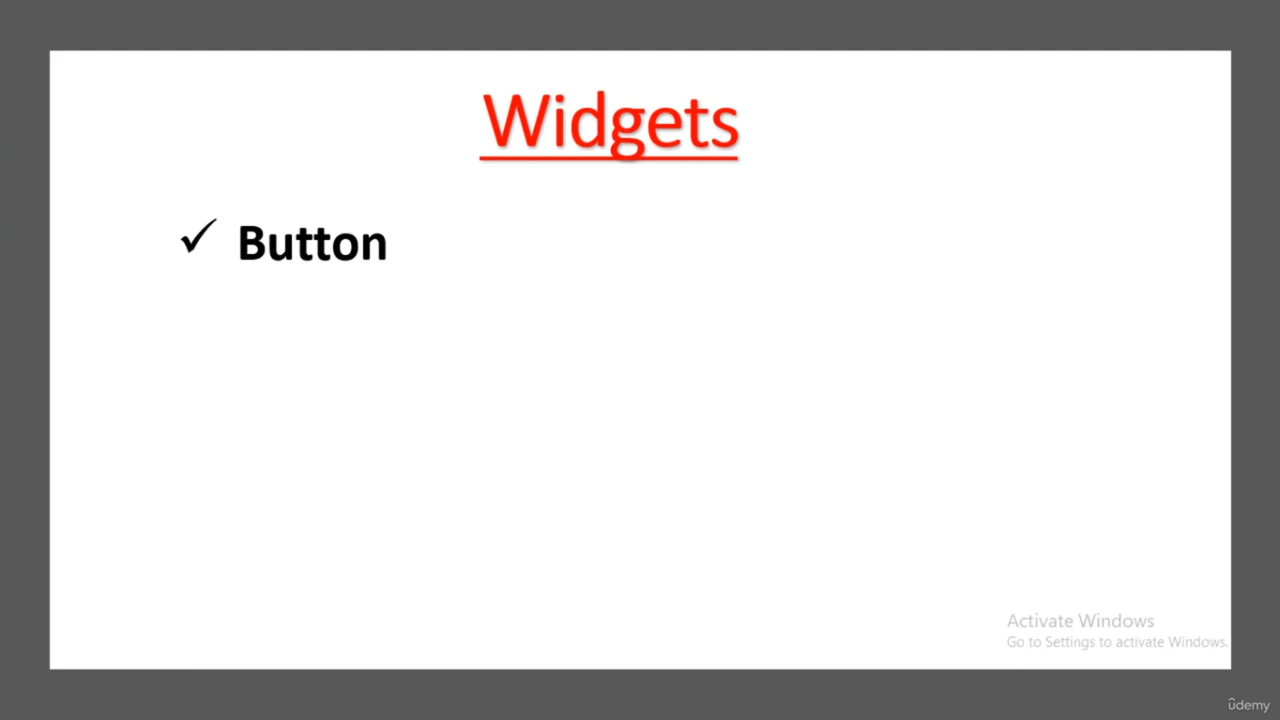 Widgets
✓ Button
Activate Windows
Go to Settings to activate Windows.
ûdemy